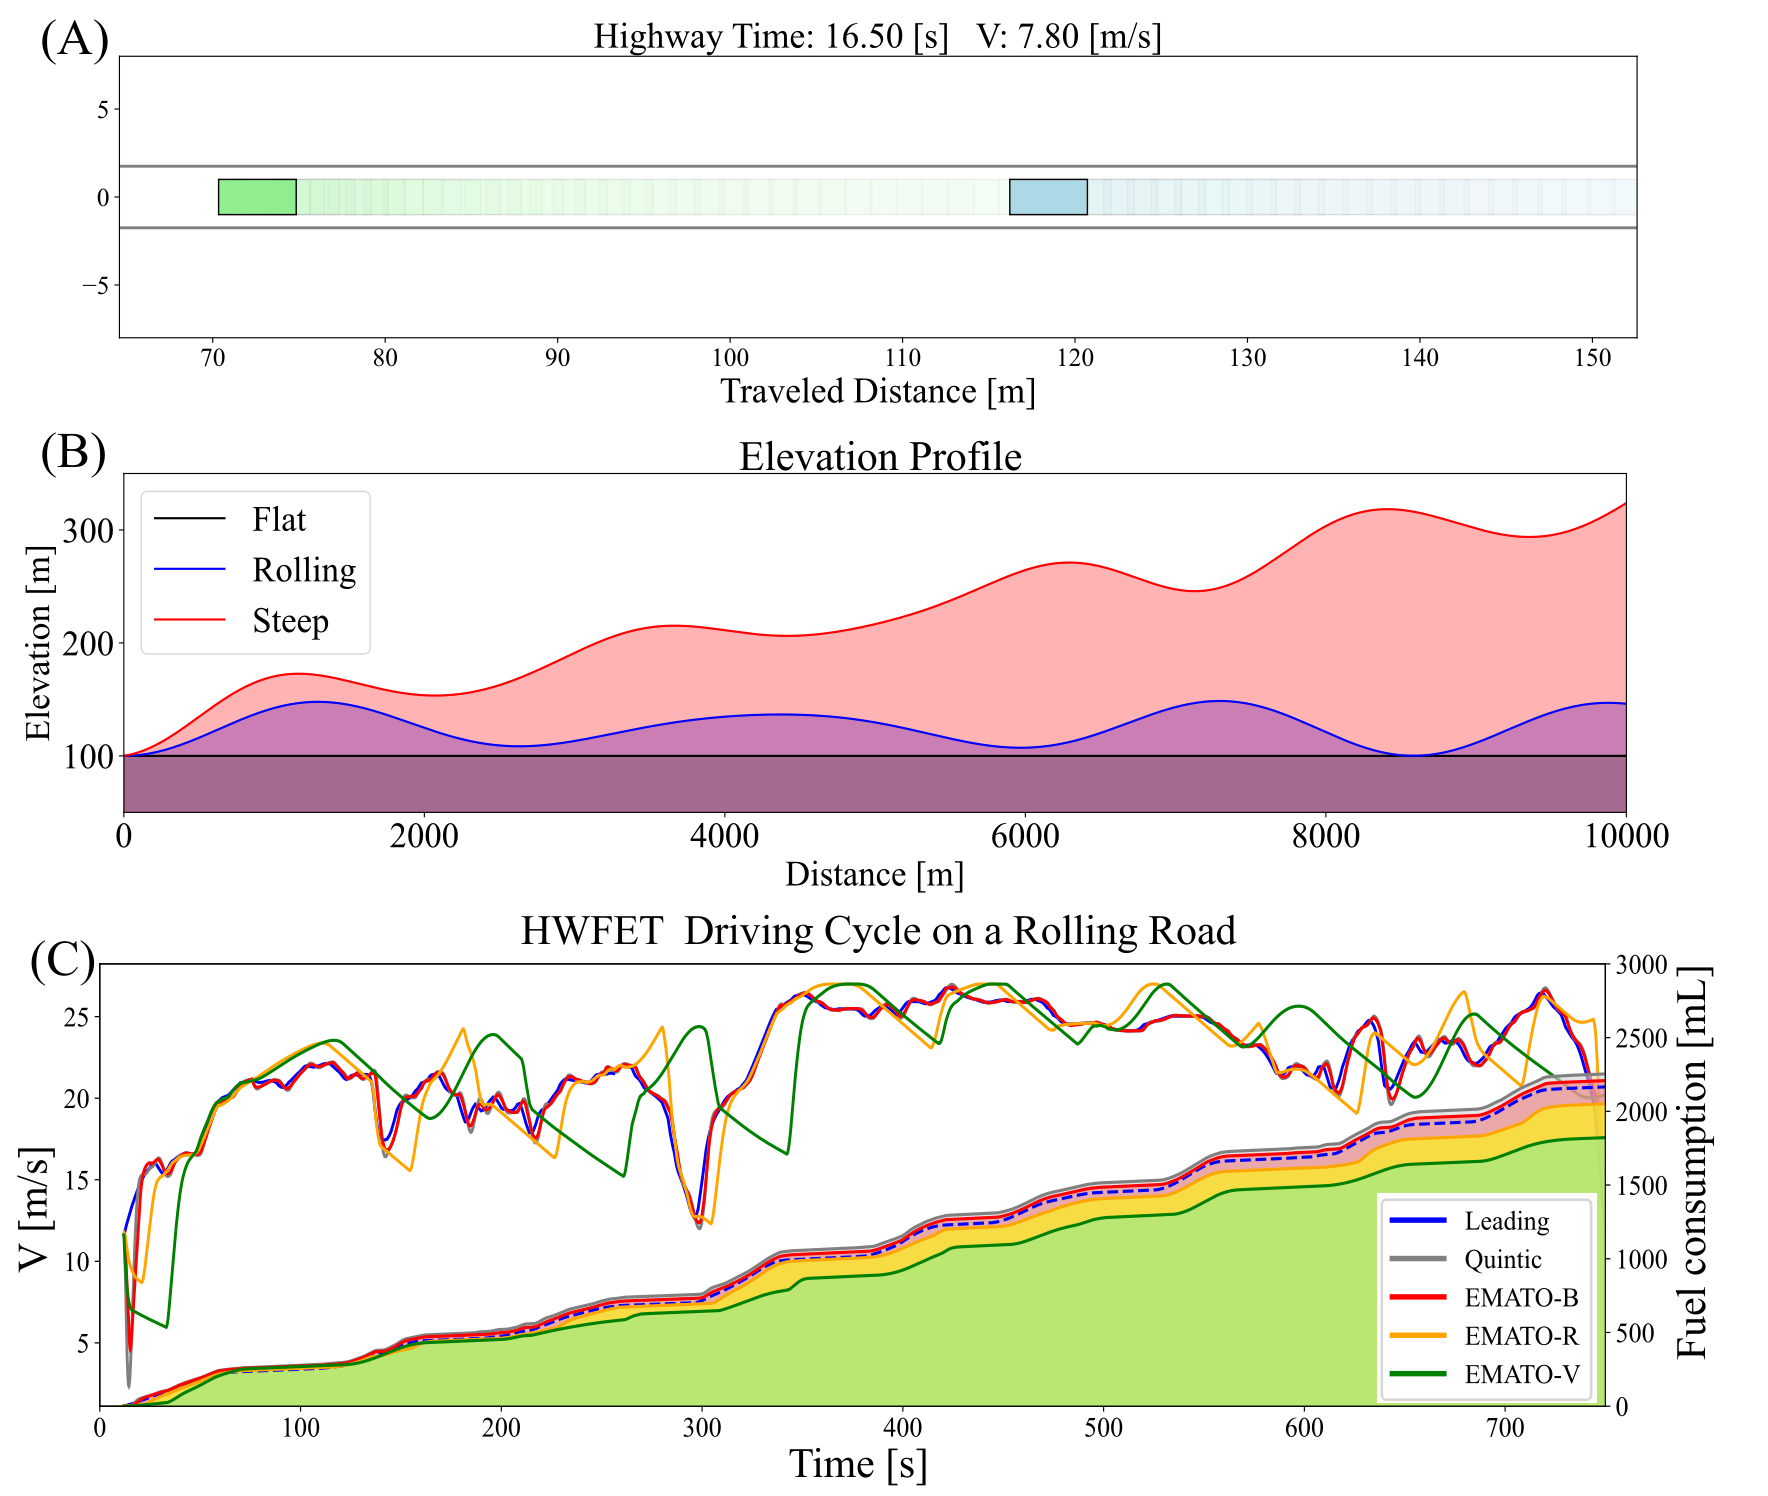 (A)
Highway Time: 16.50 [s] V: 7.80 [m/s]
5
0
−5
70 80 90 100 110 120 130 140 150
Traveled Distance [m]
(B)
Elevation Profile
Elevation [m]
300
200
100
Flat
Rolling
Steep
0 2000 4000 6000 8000 10000
Distance [m]
(C)
HWFET Driving Cycle on a Rolling Road
V [m/s]
25
20
15
10
5
3000
2500
2000
1500
1000
500
0
Fuel consumption [mL]
Leading
Quintic
EMATO-B
EMATO-R
EMATO-V
0 100 200 300 400 500 600 700
Time [s]